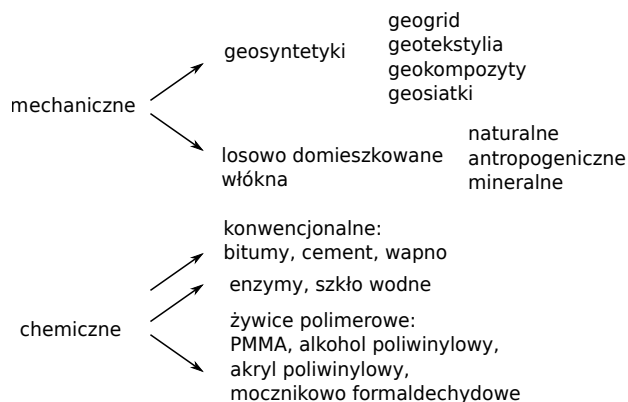 geogrid
geosyntetyki
geotekstylia
geokompozyty
geosiatki
mechaniczne
naturalne
losowo domieszkowane
antropogeniczne
włókna
mineralne
konwencjonalne:
bitumy, cement, wapno
enzymy, szkło wodne
chemiczne
żywice polimerowe:
PMMA, alkohol poliwinylowy,
akryl poliwinylowy,
mocznikowo formaldechydowe